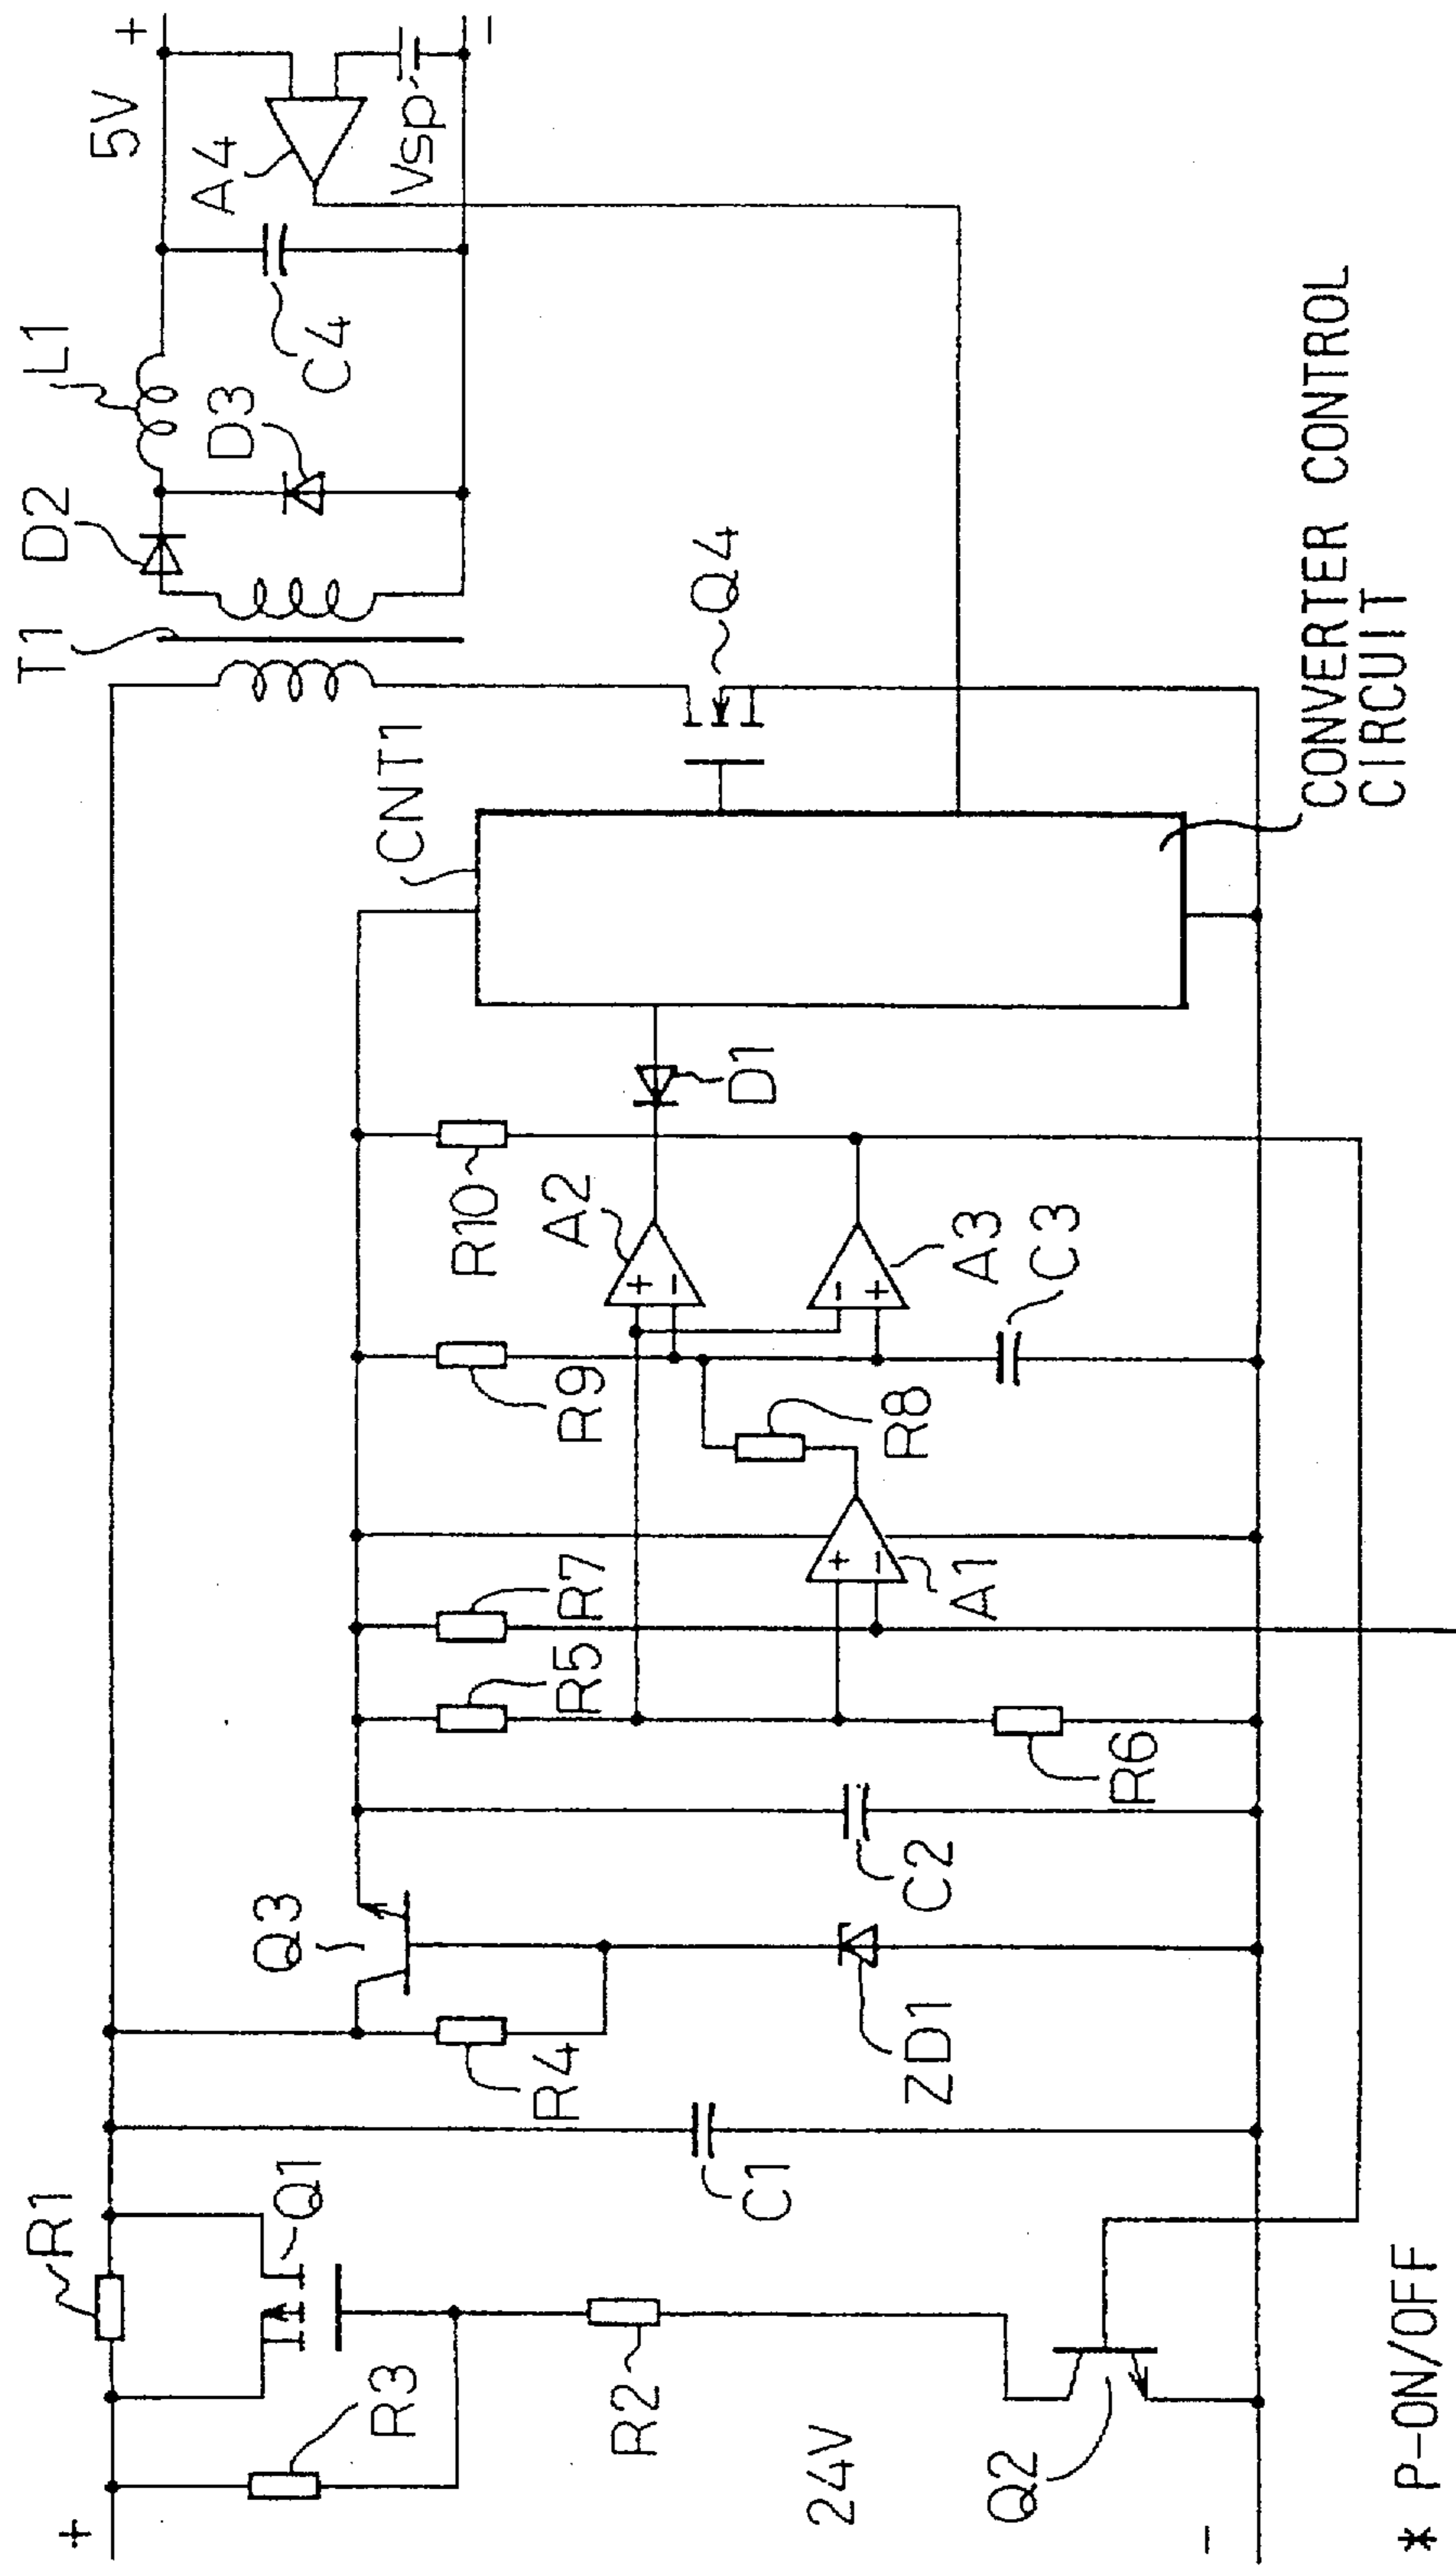 +
R3
R1
Q1
R2
24V
Q2
−
* P-ON/OFF
C1
R4
Q3
ZD1
C2
R5
R7
R6
+
−
A1
R8
R9
R10
A2
+
−
−
+
A3
C3
D1
CNT1
CONVERTER CONTROL
CIRCUIT
Q4
T1
D2
D3
L1
C4
A4
5V
Vsp
+
−